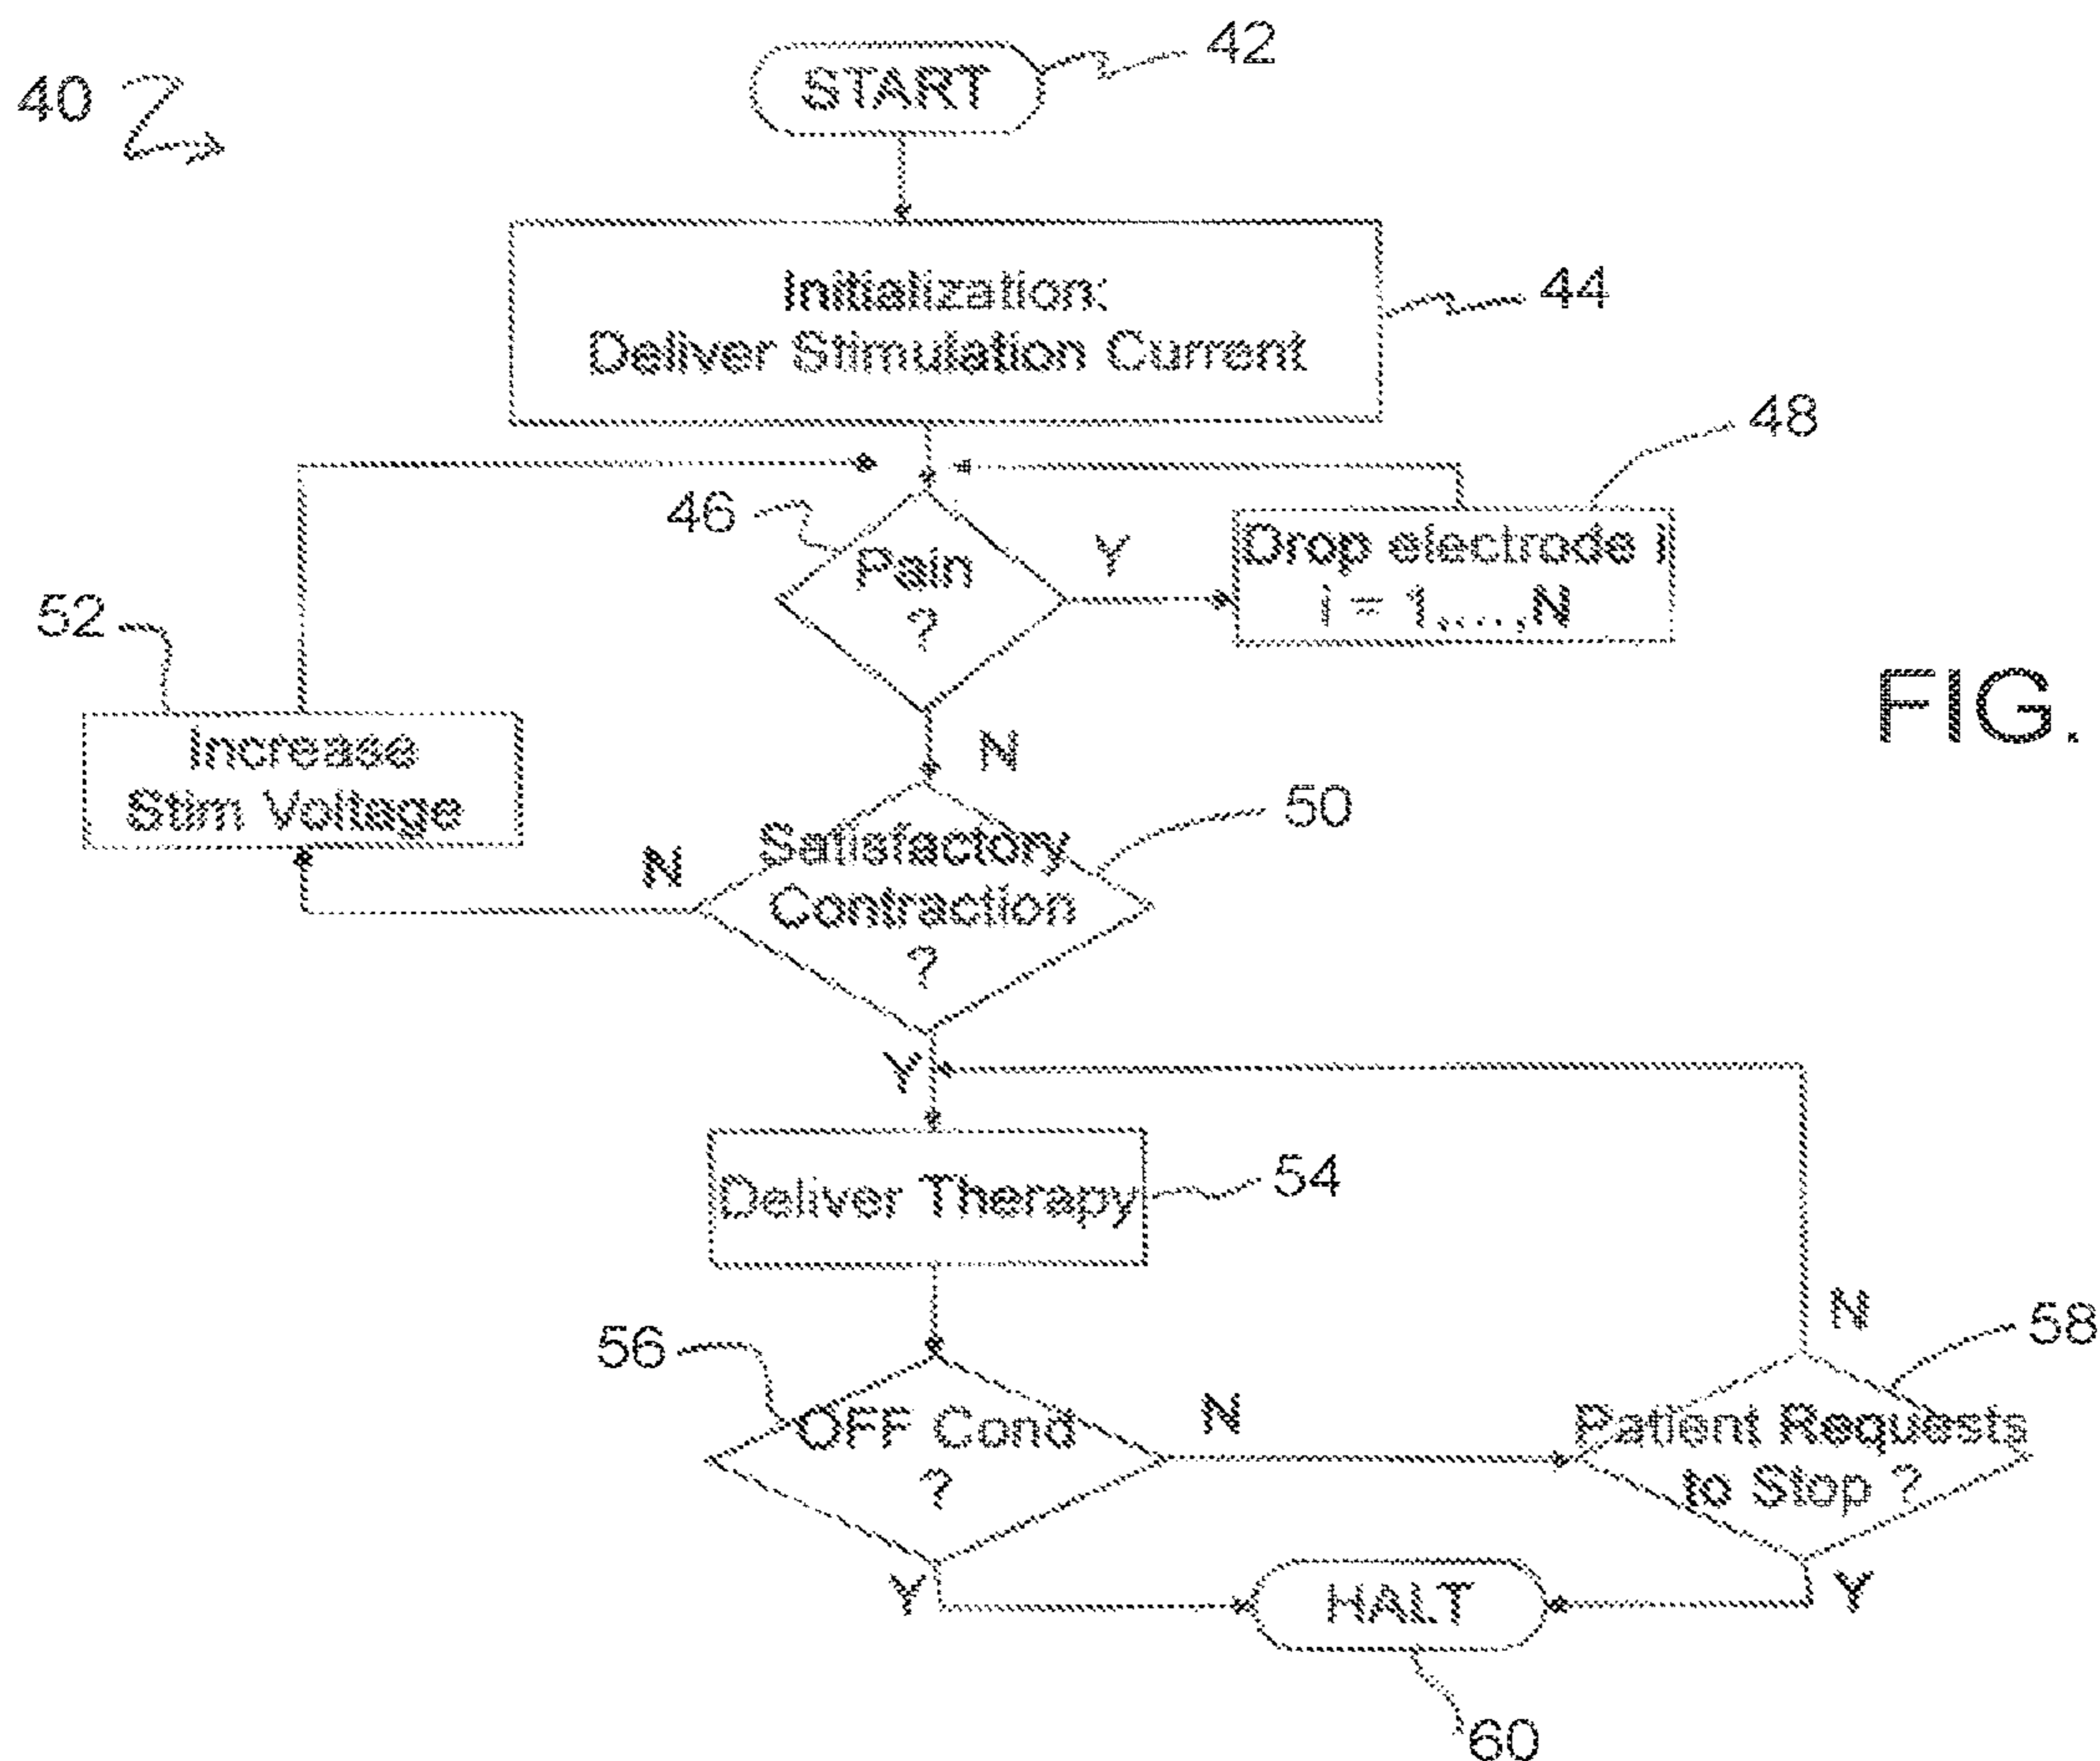 42
START
40
Initialization:
Deliver Stimulation Current
44
48
46
Pain
?
Y
Drop electrode i
i = 1,...,N
52
FIG.
Increase
Stim Voltage
N
50
Satisfactory
Contraction
?
N
Y
Deliver Therapy
54
N
58
56
OFF Cond
?
N
Patient Requests
to Stop ?
Y
HALT
Y
60